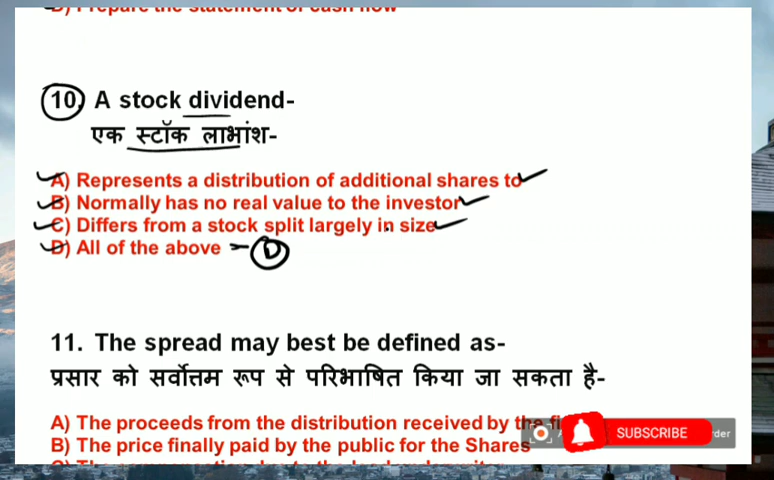 10) A stock dividend-
एक स्टॉक लाभांश-
A) Represents a distribution of additional shares to
B) Normally has no real value to the investor
C) Differs from a stock split largely in size
D) All of the above - D
11. The spread may best be defined as-
प्रसार को सर्वोत्तम रूप से परिभाषित किया जा सकता है-
A) The proceeds from the distribution received by the
B) The price finally paid by the public for the Shares
SUBSCRIBE